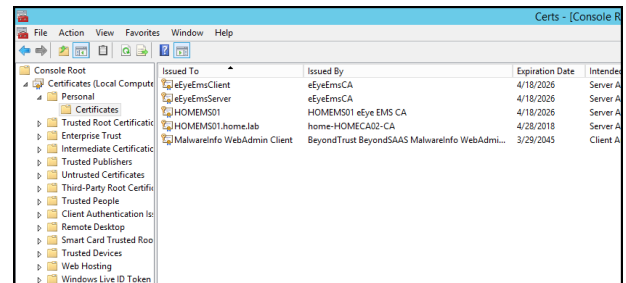 Certs - [Console R
File Action View Favorites Window Help
Console Root
Certificates (Local Compute
Personal
Certificates
Trusted Root Certificatic
Enterprise Trust
Intermediate Certificatic
Trusted Publishers
Untrusted Certificates
Third-Party Root Certific
Trusted People
Client Authentication Is
Remote Desktop
Smart Card Trusted Roo
Trusted Devices
Web Hosting
Windows Live ID Token
Issued To Issued By Expiration Date Intended
eEyeEmsClient eEyeEmsCA 4/18/2026 Server A
eEyeEmsServer eEyeEmsCA 4/18/2026 Server A
HOMEMS01 HOMEMS01 eEye EMS CA 4/18/2026 Server A
HOMEMS01.home.lab home-HOMECA02-CA 4/28/2018 Server A
MalwareInfo WebAdmin Client BeyondTrust BeyondSAAS MalwareInfo WebAdmi... 3/29/2045 Client A